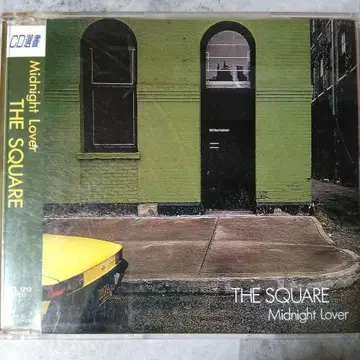 CD選書
Midnight Lover
THE SQUARE
THE SQUARE
Midnight Lover